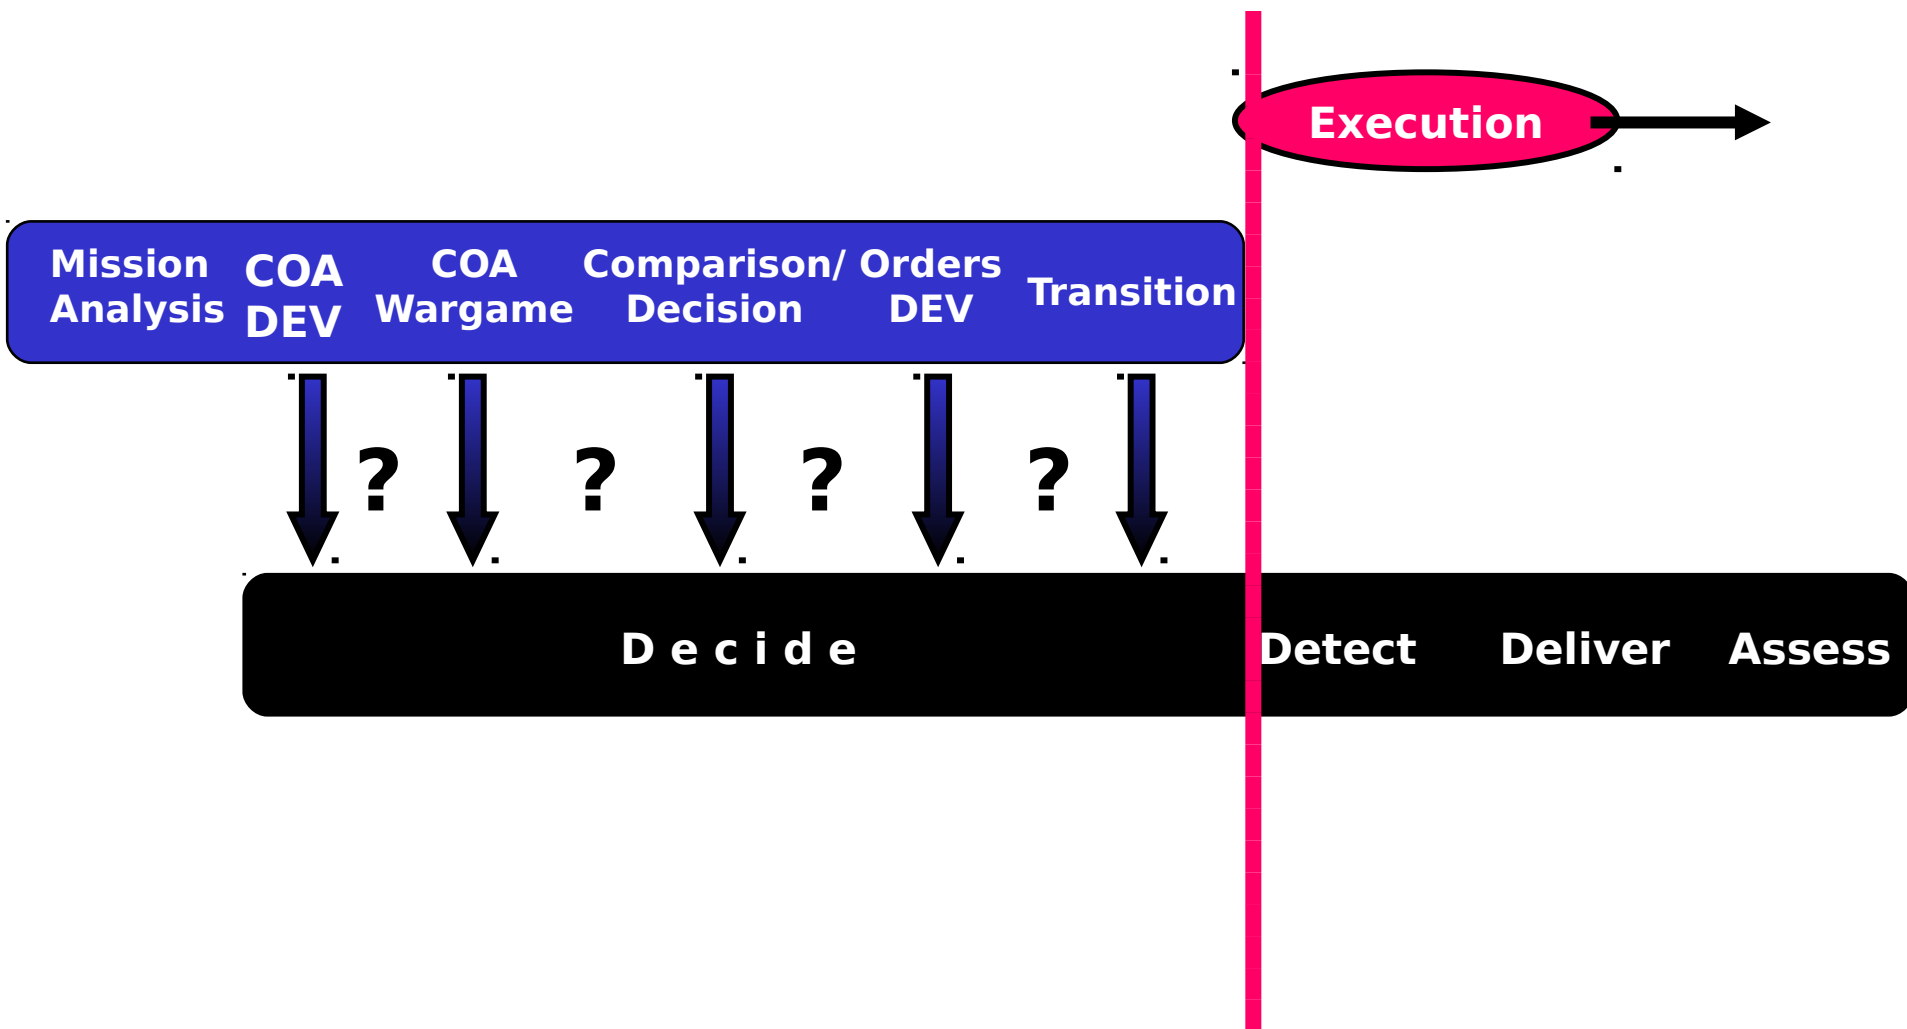 Execution
Mission
Analysis
COA
DEV
COA
Wargame
Comparison/
Decision
Orders
DEV
Transition
? ? ? ?
D e c i d e
Detect
Deliver
Assess